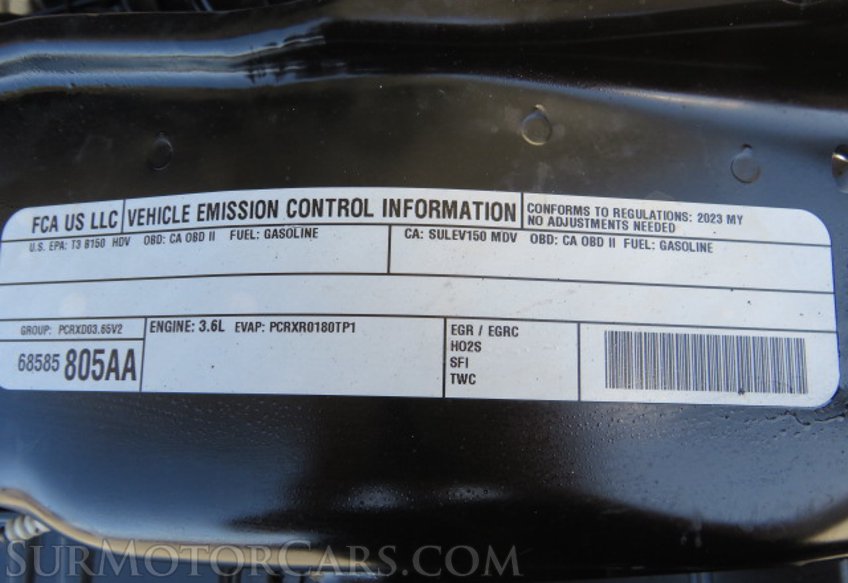 FCA US LLC VEHICLE EMISSION CONTROL INFORMATION
CONFORMS TO REGULATIONS: 2023 MY
NO ADJUSTMENTS NEEDED
U.S. EPA: T3 B150 HDV OBD: CA OBD II FUEL: GASOLINE
CA: SULEV150 MDV OBD: CA OBD II FUEL: GASOLINE
GROUP: PCRXD03.65V2
68585 805AA
ENGINE: 3.6L EVAP: PCRXR0180TP1
EGR / EGRC
HO2S
SFI
TWC
SURMOTORCARS.COM